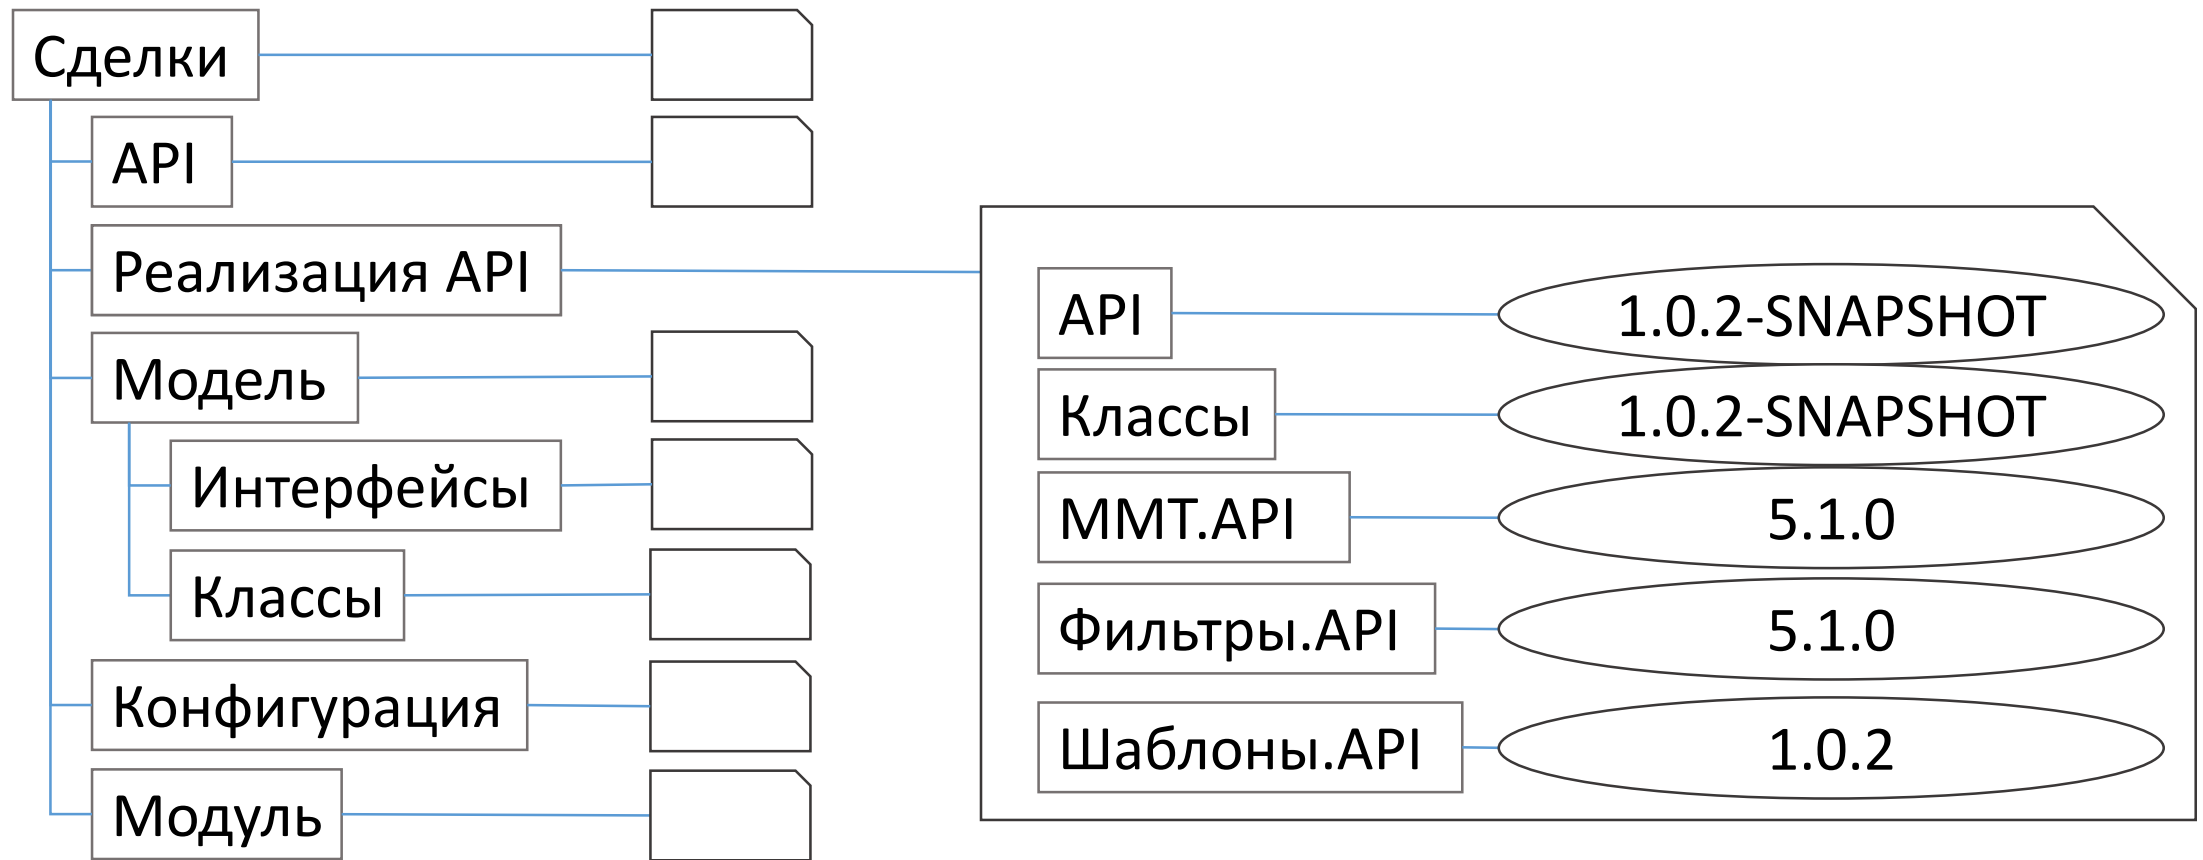 Сделки
API
Реализация API
Модель
Интерфейсы
Классы
Конфигурация
Модуль
API
1.0.2-SNAPSHOT
Классы
1.0.2-SNAPSHOT
ММТ.API
5.1.0
Фильтры.API
5.1.0
Шаблоны.API
1.0.2